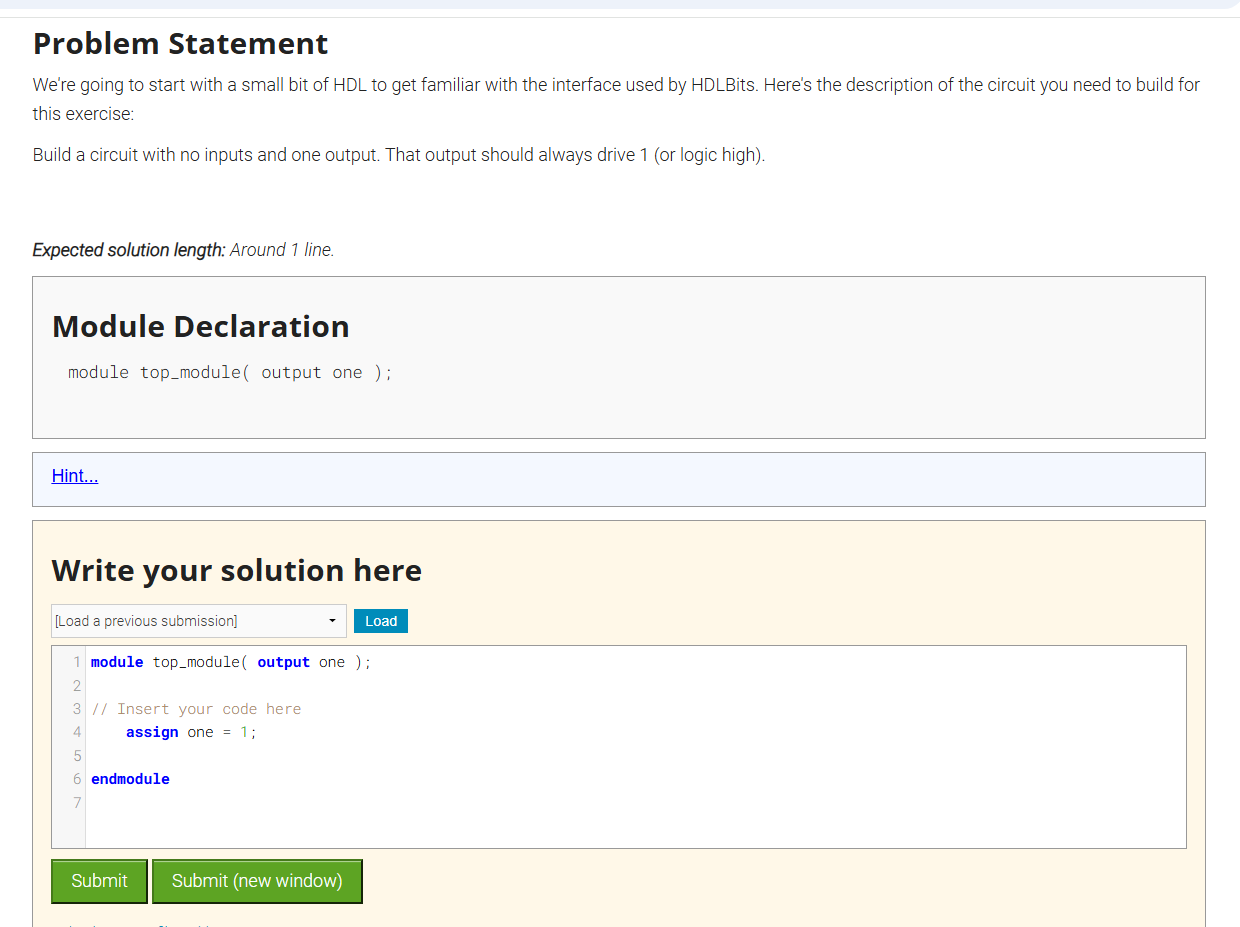 Problem Statement
We're going to start with a small bit of HDL to get familiar with the interface used by HDLBits. Here's the description of the circuit you need to build for
this exercise:
Build a circuit with no inputs and one output. That output should always drive 1 (or logic high).
Expected solution length: Around 1 line.
Module Declaration
module top_module( output one );
Hint...
Write your solution here
[Load a previous submission] Load
1 module top_module( output one );
2
3 // Insert your code here
4 assign one = 1;
5
6 endmodule
7
Submit Submit (new window)